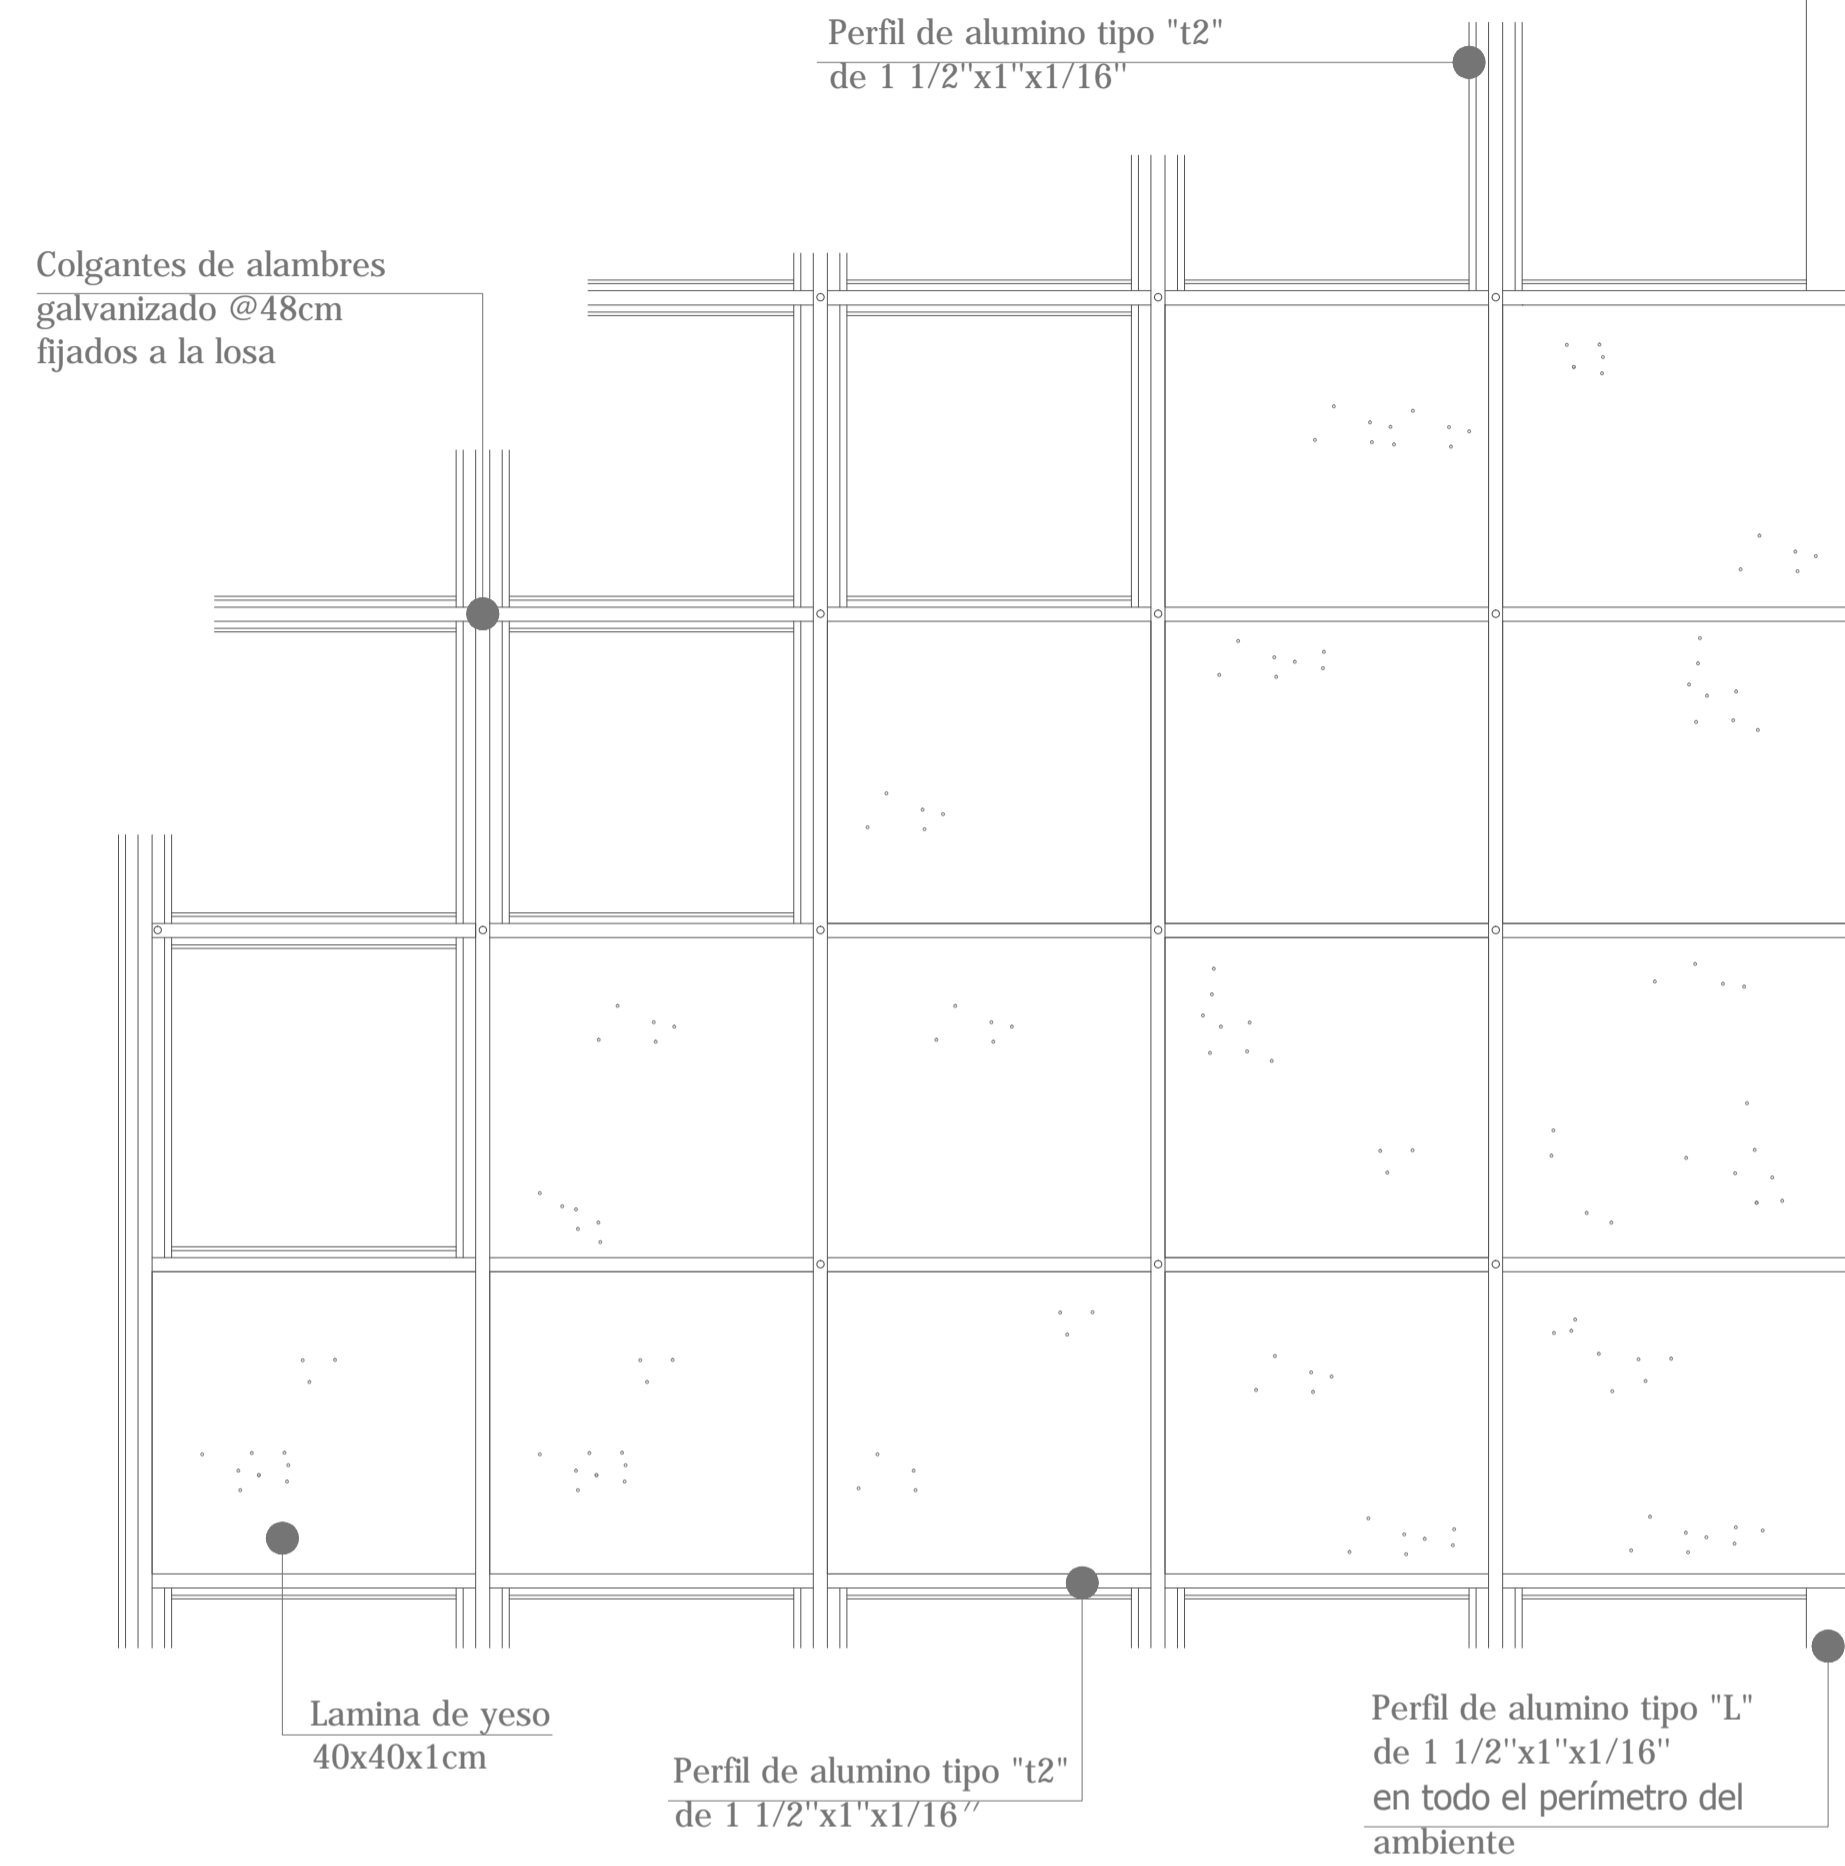 Perfil de alumino tipo "t2"
de 1 1/2"x1"x1/16"
Colgantes de alambres
galvanizado @48cm
fijados a la losa
Lamina de yeso
40x40x1cm
Perfil de alumino tipo "t2"
de 1 1/2"x1"x1/16"
Perfil de alumino tipo "L"
de 1 1/2"x1"x1/16"
en todo el perímetro del
ambiente